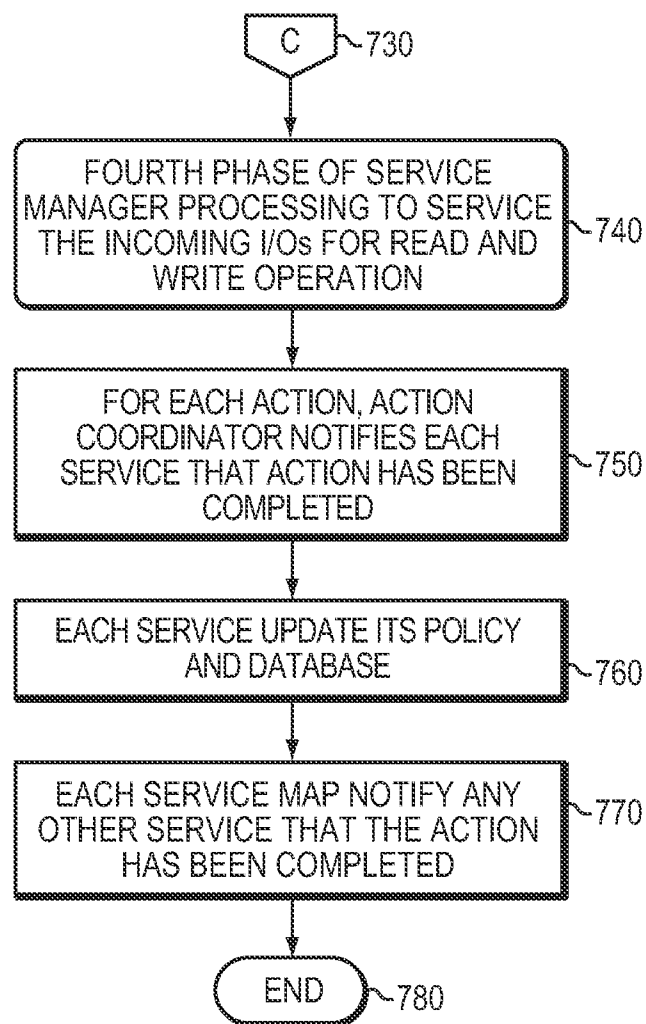 C
730
FOURTH PHASE OF SERVICE
MANAGER PROCESSING TO SERVICE
THE INCOMING I/Os FOR READ AND
WRITE OPERATION
740
FOR EACH ACTION, ACTION
COORDINATOR NOTIFIES EACH
SERVICE THAT ACTION HAS BEEN
COMPLETED
750
EACH SERVICE UPDATE ITS POLICY
AND DATABASE
760
EACH SERVICE MAP NOTIFY ANY
OTHER SERVICE THAT THE ACTION
HAS BEEN COMPLETED
770
END
780